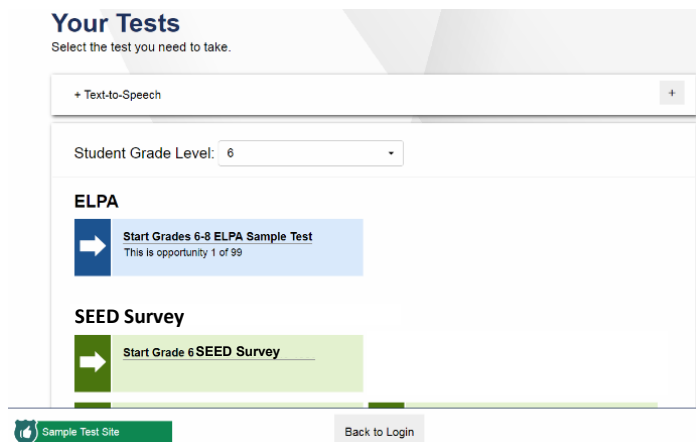 Your Tests
Select the test you need to take.
+ Text-to-Speech
+
Student Grade Level: 6
ELPA
Start Grades 6-8 ELPA Sample Test
This is opportunity 1 of 99
SEED Survey
Start Grade 6 SEED Survey
Sample Test Site
Back to Login